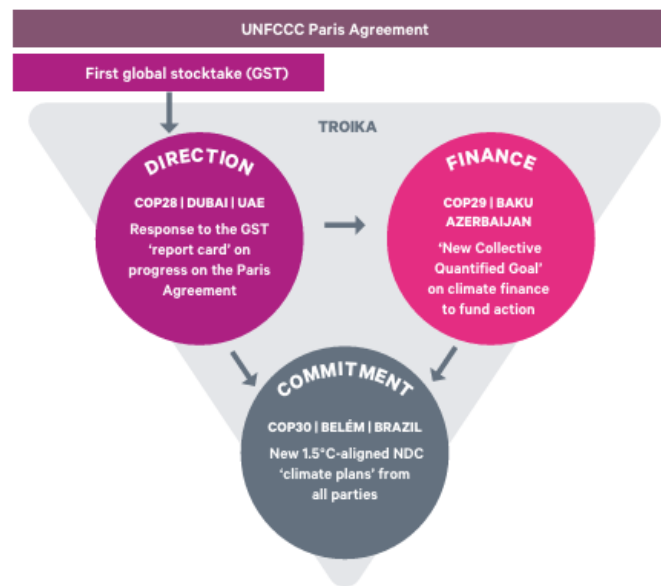 UNFCCC Paris Agreement
First global stocktake (GST)
TROIKA
DIRECTION
COP28 | DUBAI | UAE
Response to the GST
‘report card’ on
progress on the Paris
Agreement
FINANCE
COP29 | BAKU
AZERBAIJAN
‘New Collective
Quantified Goal’
on climate finance
to fund action
COMMITMENT
COP30 | BELÉM | BRAZIL
New 1.5°C-aligned NDC
‘climate plans’ from
all parties